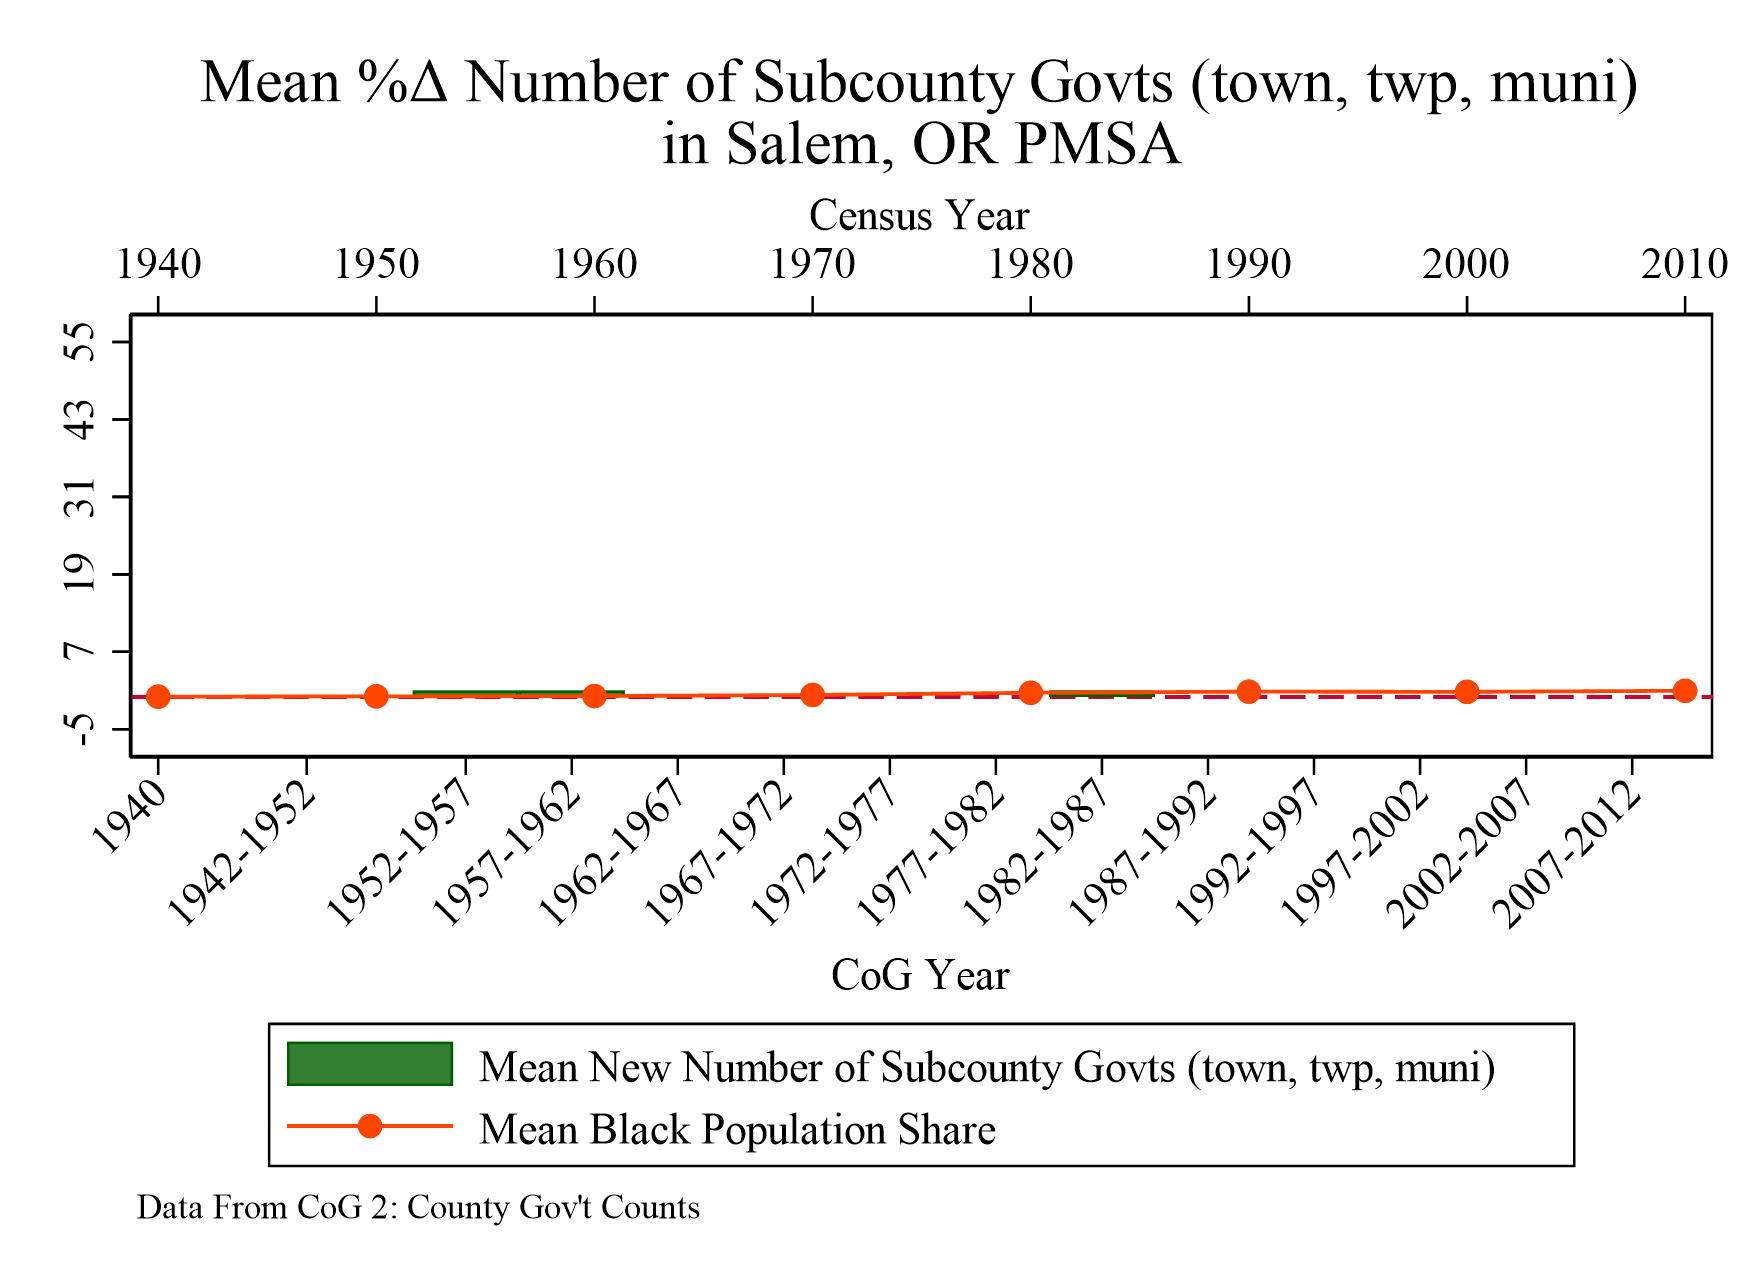 Mean %Δ Number of Subcounty Govts (town, twp, muni)
in Salem, OR PMSA
Census Year
1940 1950 1960 1970 1980 1990 2000 2010
55
43
31
19
7
-5
1940 1942-1952 1952-1957 1957-1962 1962-1967 1967-1972 1972-1977 1977-1982 1982-1987 1987-1992 1992-1997 1997-2002 2002-2007 2007-2012
CoG Year
Mean New Number of Subcounty Govts (town, twp, muni)
Mean Black Population Share
Data From CoG 2: County Gov't Counts